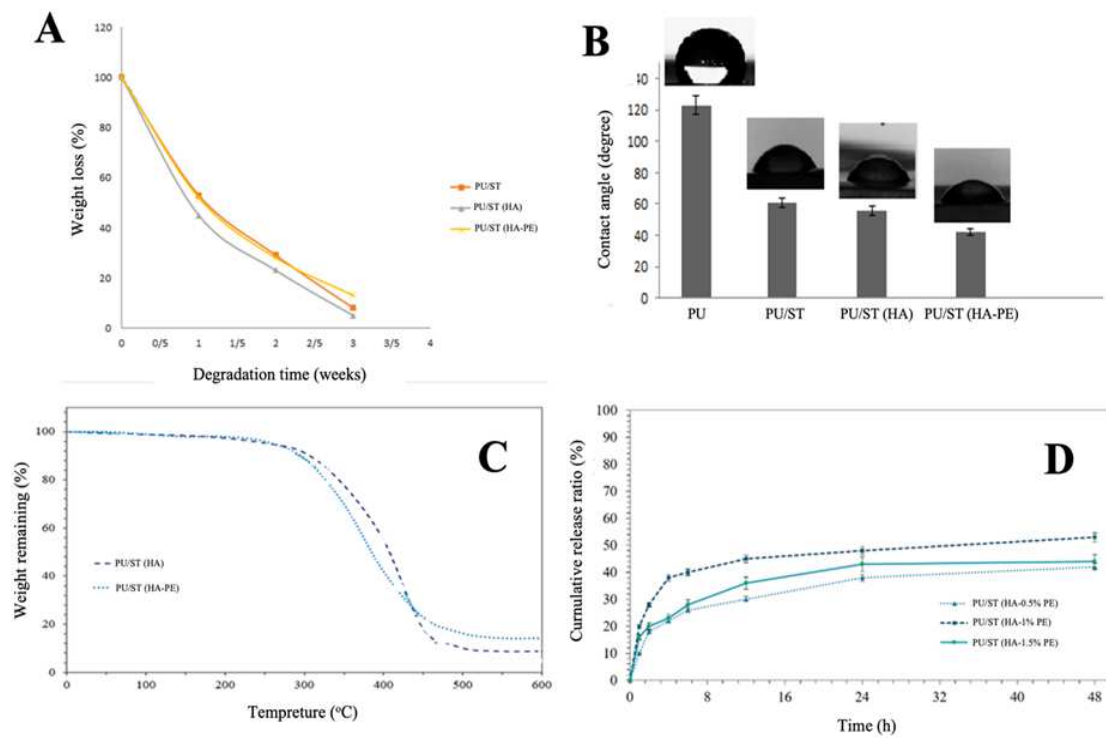 A
Weight loss (%)
120
100
80
60
40
20
0
0
0/5
1
1/5
2
2/5
3
3/5
4
Degradation time (weeks)
PU/ST
PU/ST (HA)
PU/ST (HA-PE)
B
Contact angle (degree)
40
120
100
80
60
40
20
0
PU
PU/ST
PU/ST (HA)
PU/ST (HA-PE)
C
Weight remaining (%)
100
80
60
40
20
0
0
100
200
300
400
500
600
Tempreture (°C)
PU/ST (HA)
PU/ST (HA-PE)
D
Curnulative release ratio (%)
100
90
80
70
60
50
40
30
20
10
0
0
8
16
24
32
40
48
Time (h)
PU/ST (HA-0.5% PE)
PU/ST (HA-1% PE)
PU/ST (HA-1.5% PE)